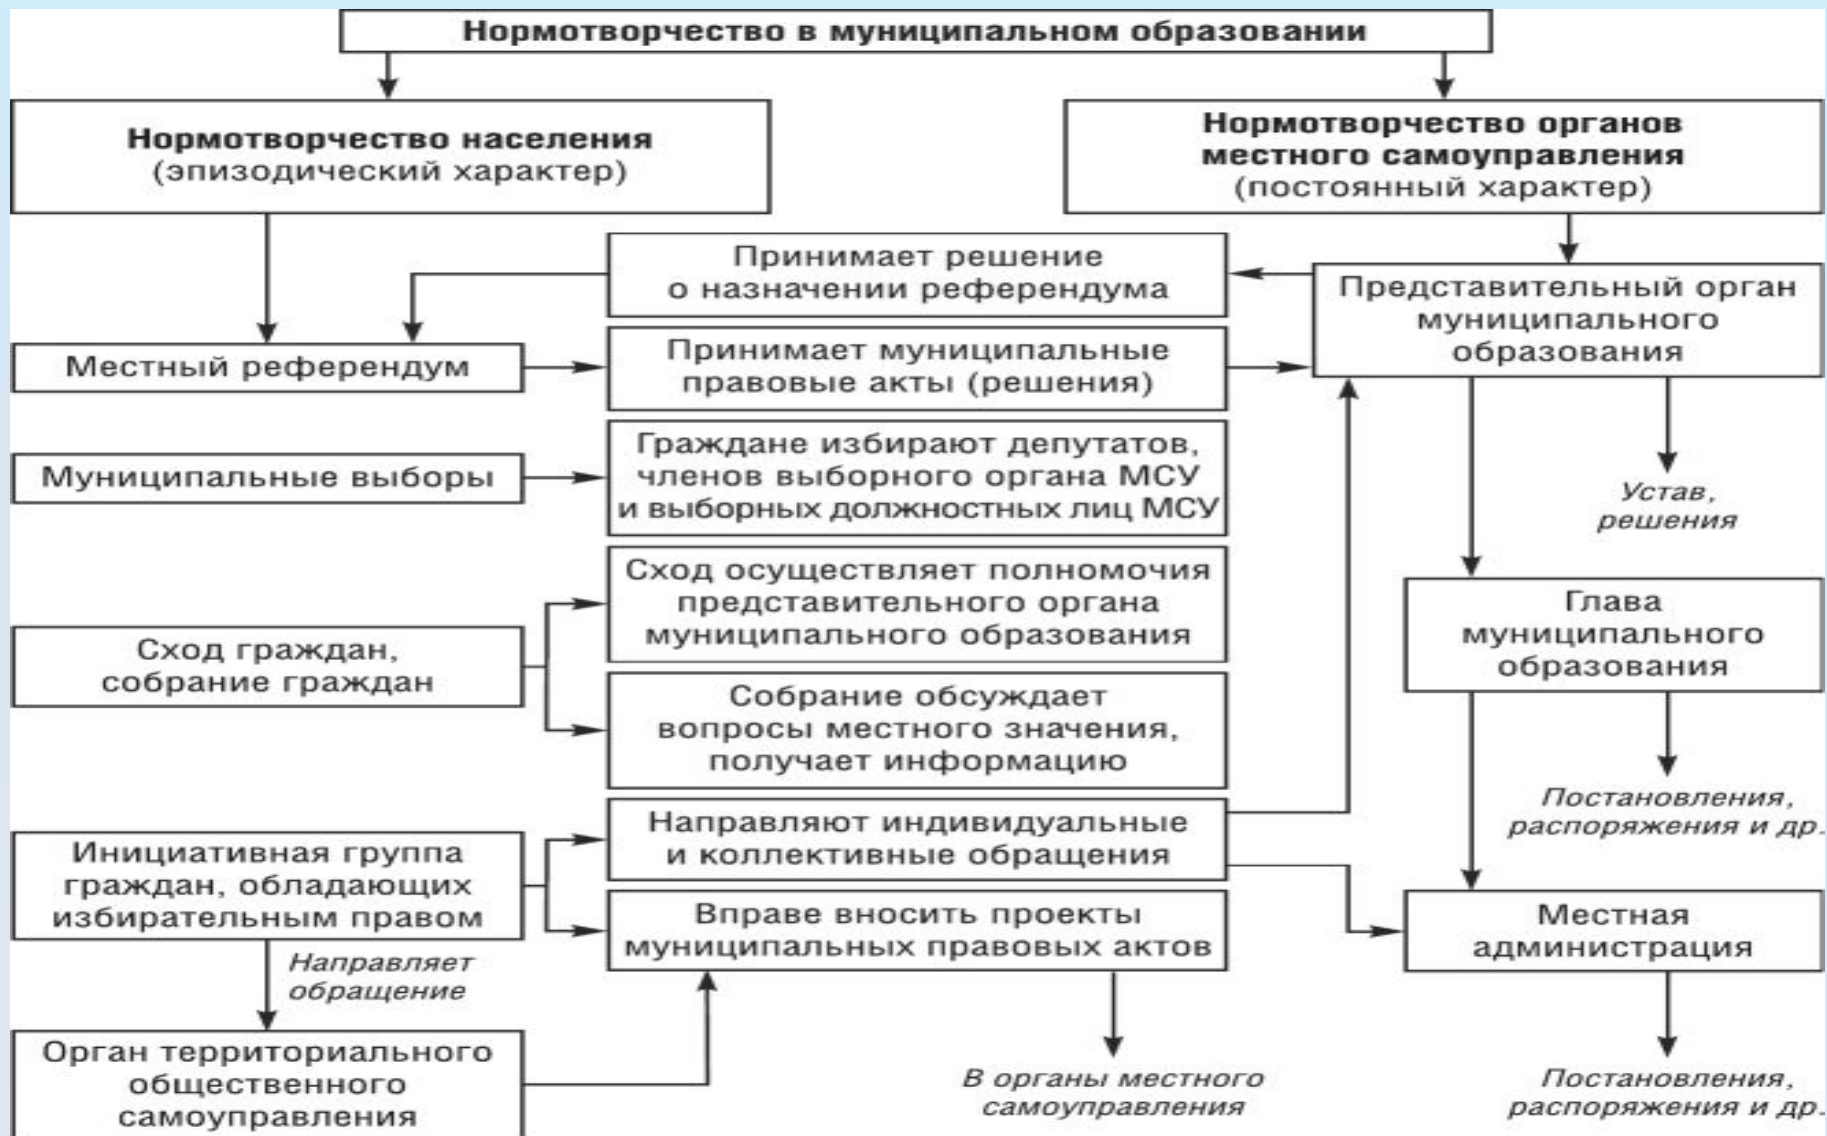 Нормотворчество в муниципальном образовании
Нормотворчество населения
(эпизодический характер)
Нормотворчество органов
местного самоуправления
(постоянный характер)
Принимает решение
о назначении референдума
Представительный орган
муниципального
образования
Местный референдум
Принимает муниципальные
правовые акты (решения)
Муниципальные выборы
Граждане избирают депутатов,
членов выборного органа МСУ
и выборных должностных лиц МСУ
Устав,
решения
Сход граждан,
собрание граждан
Сход осуществляет полномочия
представительного органа
муниципального образования
Глава
муниципального
образования
Собрание обсуждает
вопросы местного значения,
получает информацию
Постановления,
распоряжения и др.
Инициативная группа
граждан, обладающих
избирательным правом
Направляют индивидуальные
и коллективные обращения
Вправе вносить проекты
муниципальных правовых актов
Местная
администрация
Направляет
обращение
Орган территориального
общественного
самоуправления
В органы местного
самоуправления
Постановления,
распоряжения и др.